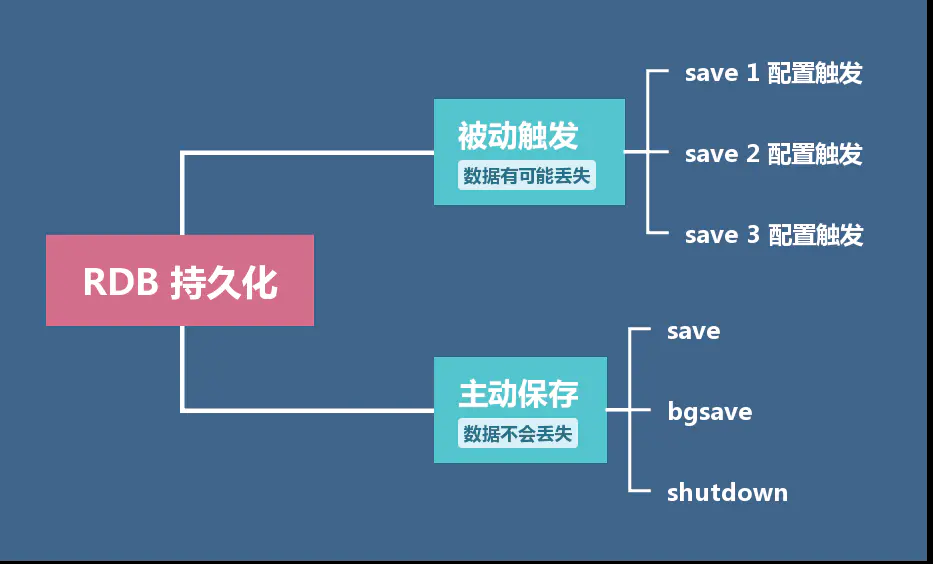 RDB 持久化
被动触发
数据有可能丢失
save 1 配置触发
save 2 配置触发
save 3 配置触发
主动保存
数据不会丢失
save
bgsave
shutdown